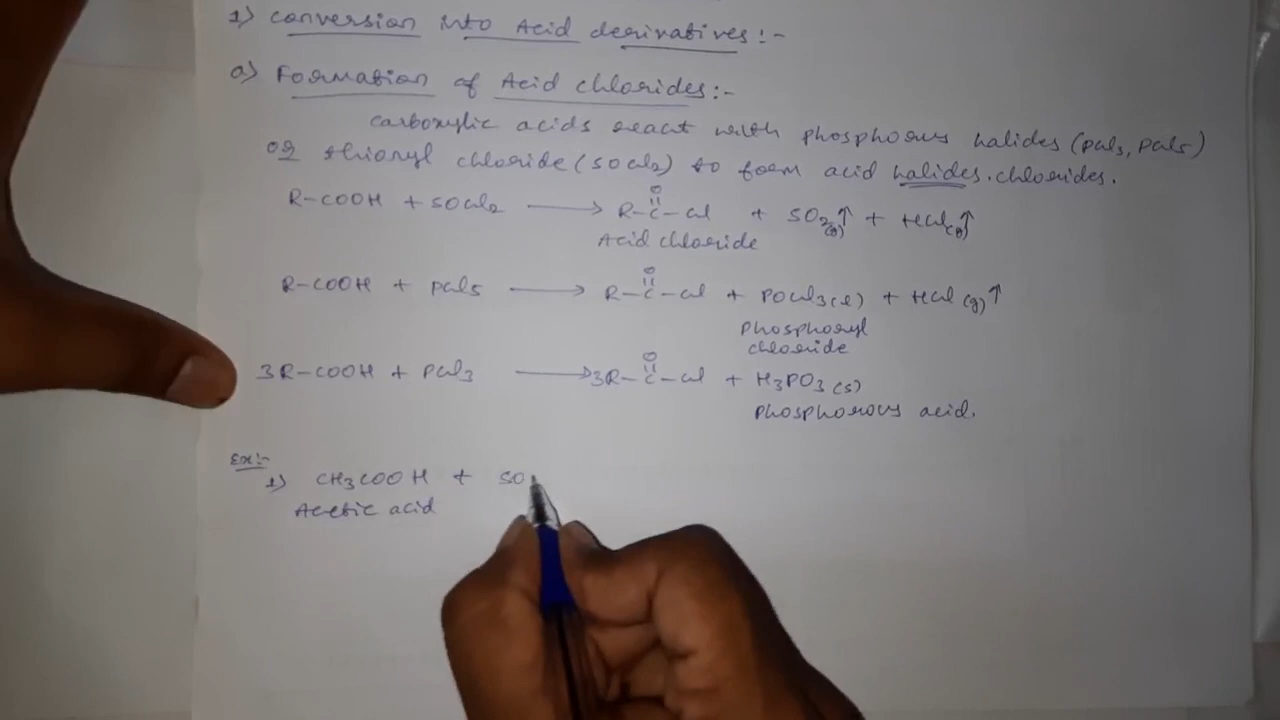 1) Conversion into Acid derivatives:-
a) Formation of Acid chlorides:-
carboxylic acids react with phosphorus halides (PCl3, PCl5)
or thionyl chloride (SOCl2) to form acid halides. chlorides.
R-COOH + SOCl2 ⟶ R-C-Cl + SO2(g)↑ + HCl(g)↑
O
Acid chloride
R-COOH + PCl5 ⟶ R-C-Cl + POCl3(l) + HCl (g)↑
O
Phosphoryl
chloride
3R-COOH + PCl3 ⟶ 3R-C-Cl + H3PO3(s)
O
Phosphorous acid.
Ex:-
1) CH3COOH + SO
Acetic acid